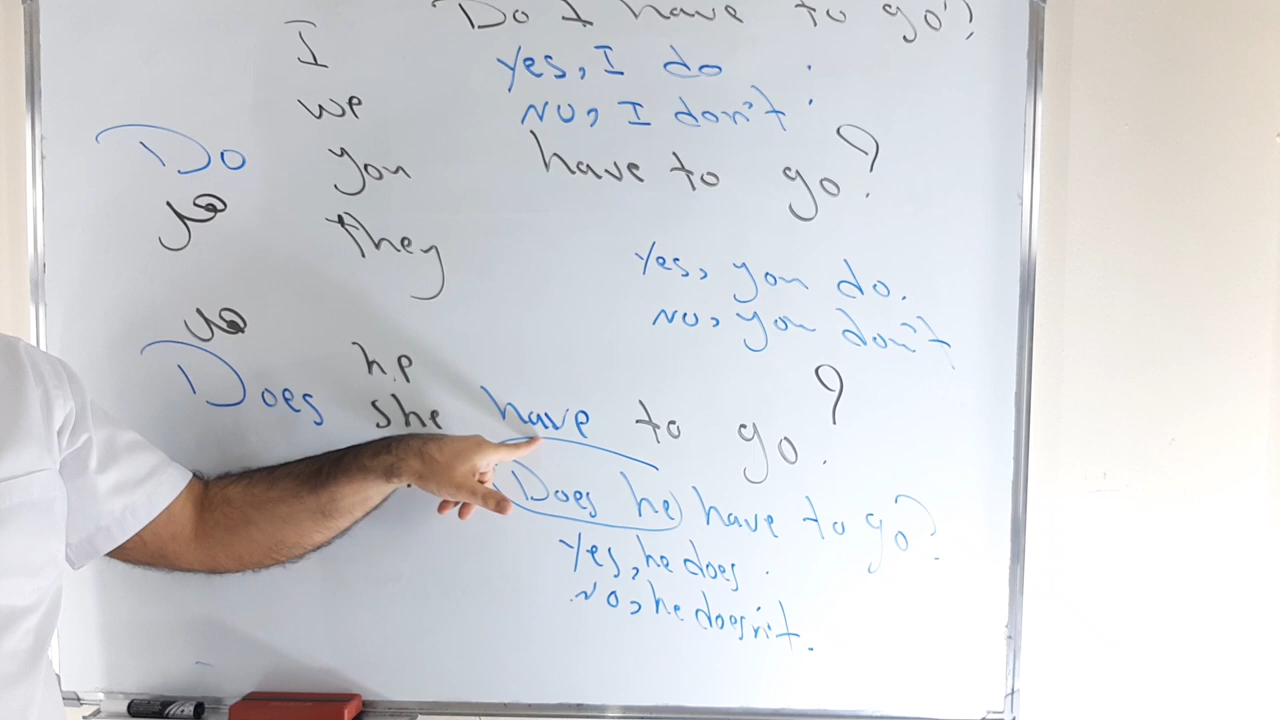 Do I have to go?
I
yes, I do
we
No, I don't.
Do you have to go?
they
yes, you do.
No, you don't
he
Does she have to go?
Does he have to go?
yes, he does.
No, he doesn't.